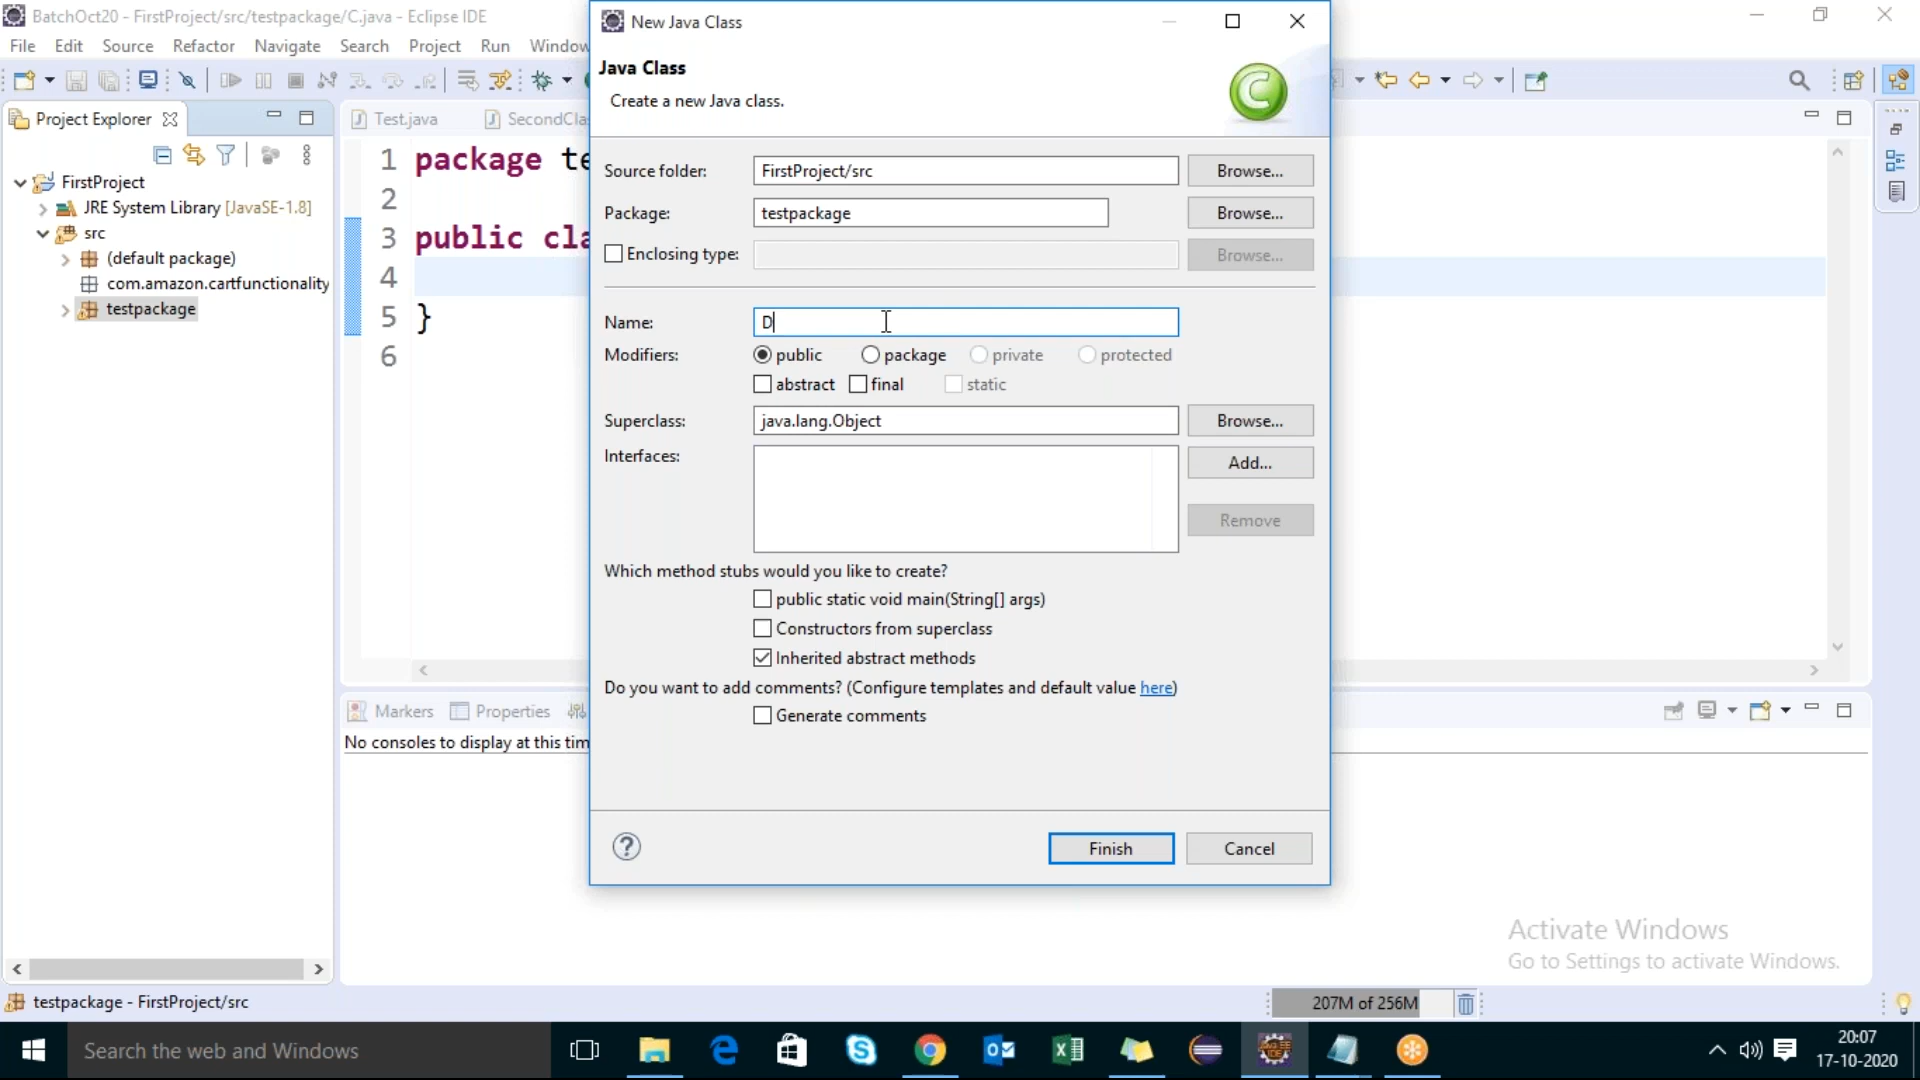 BatchOct20 - FirstProject/src/testpackage/C.java - Eclipse IDE
File Edit Source Refactor Navigate Search Project Run Window
Project Explorer
FirstProject
JRE System Library [JavaSE-1.8]
src
(default package)
com.amazon.cartfunctionality
testpackage
Test.java
SecondCla
1 package te
2
3 public cla
4
5 }
6
New Java Class
Java Class
Create a new Java class.
Source folder: FirstProject/src Browse...
Package: testpackage Browse...
Enclosing type: Browse...
Name: D
Modifiers: public package private protected
abstract final static
Superclass: java.lang.Object Browse...
Interfaces: Add...
Remove
Which method stubs would you like to create?
public static void main(String[] args)
Constructors from superclass
Inherited abstract methods
Do you want to add comments? (Configure templates and default value here)
Generate comments
Finish Cancel
Markers Properties
No consoles to display at this tim
Activate Windows
Go to Settings to activate Windows.
testpackage - FirstProject/src
207M of 256M
Search the web and Windows
20:07
17-10-2020